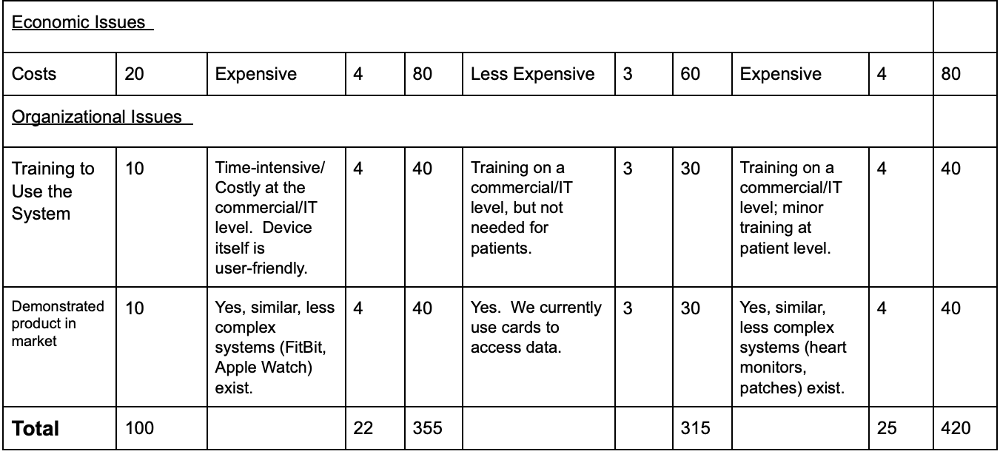 Economic Issues
Costs 20 Expensive 4 80 Less Expensive 3 60 Expensive 4 80
Organizational Issues
Training to
Use the
System
10
Time-intensive/
Costly at the
commercial/IT
level. Device
itself is
user-friendly.
4
40
Training on a
commercial/IT
level, but not
needed for
patients.
3
30
Training on a
commercial/IT
level; minor
training at
patient level.
4
40
Demonstrated
product in
market
10
Yes, similar, less
complex
systems (FitBit,
Apple Watch)
exist.
4
40
Yes. We currently
use cards to
access data.
3
30
Yes, similar,
less complex
systems (heart
monitors,
patches) exist.
4
40
Total 100 22 355 315 25 420